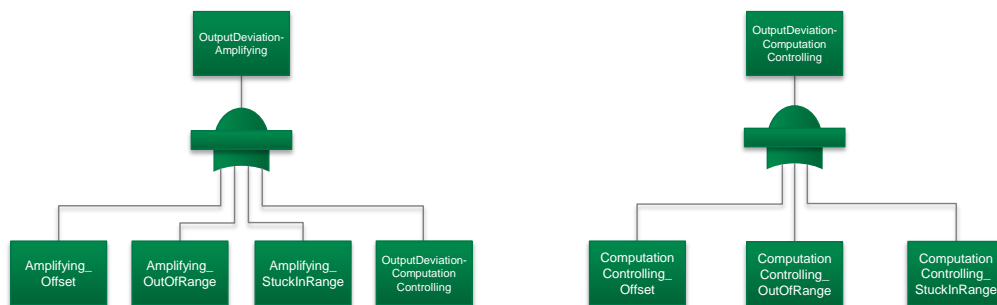 OutputDeviation-
Amplifying
OutputDeviation-
Computation
Controlling
Amplifying_
Offset
Amplifying_
OutOfRange
Amplifying_
StuckInRange
OutputDeviation-
Computation
Controlling
Computation
Controlling_
Offset
Computation
Controlling_
OutOfRange
Computation
Controlling_
StuckInRange